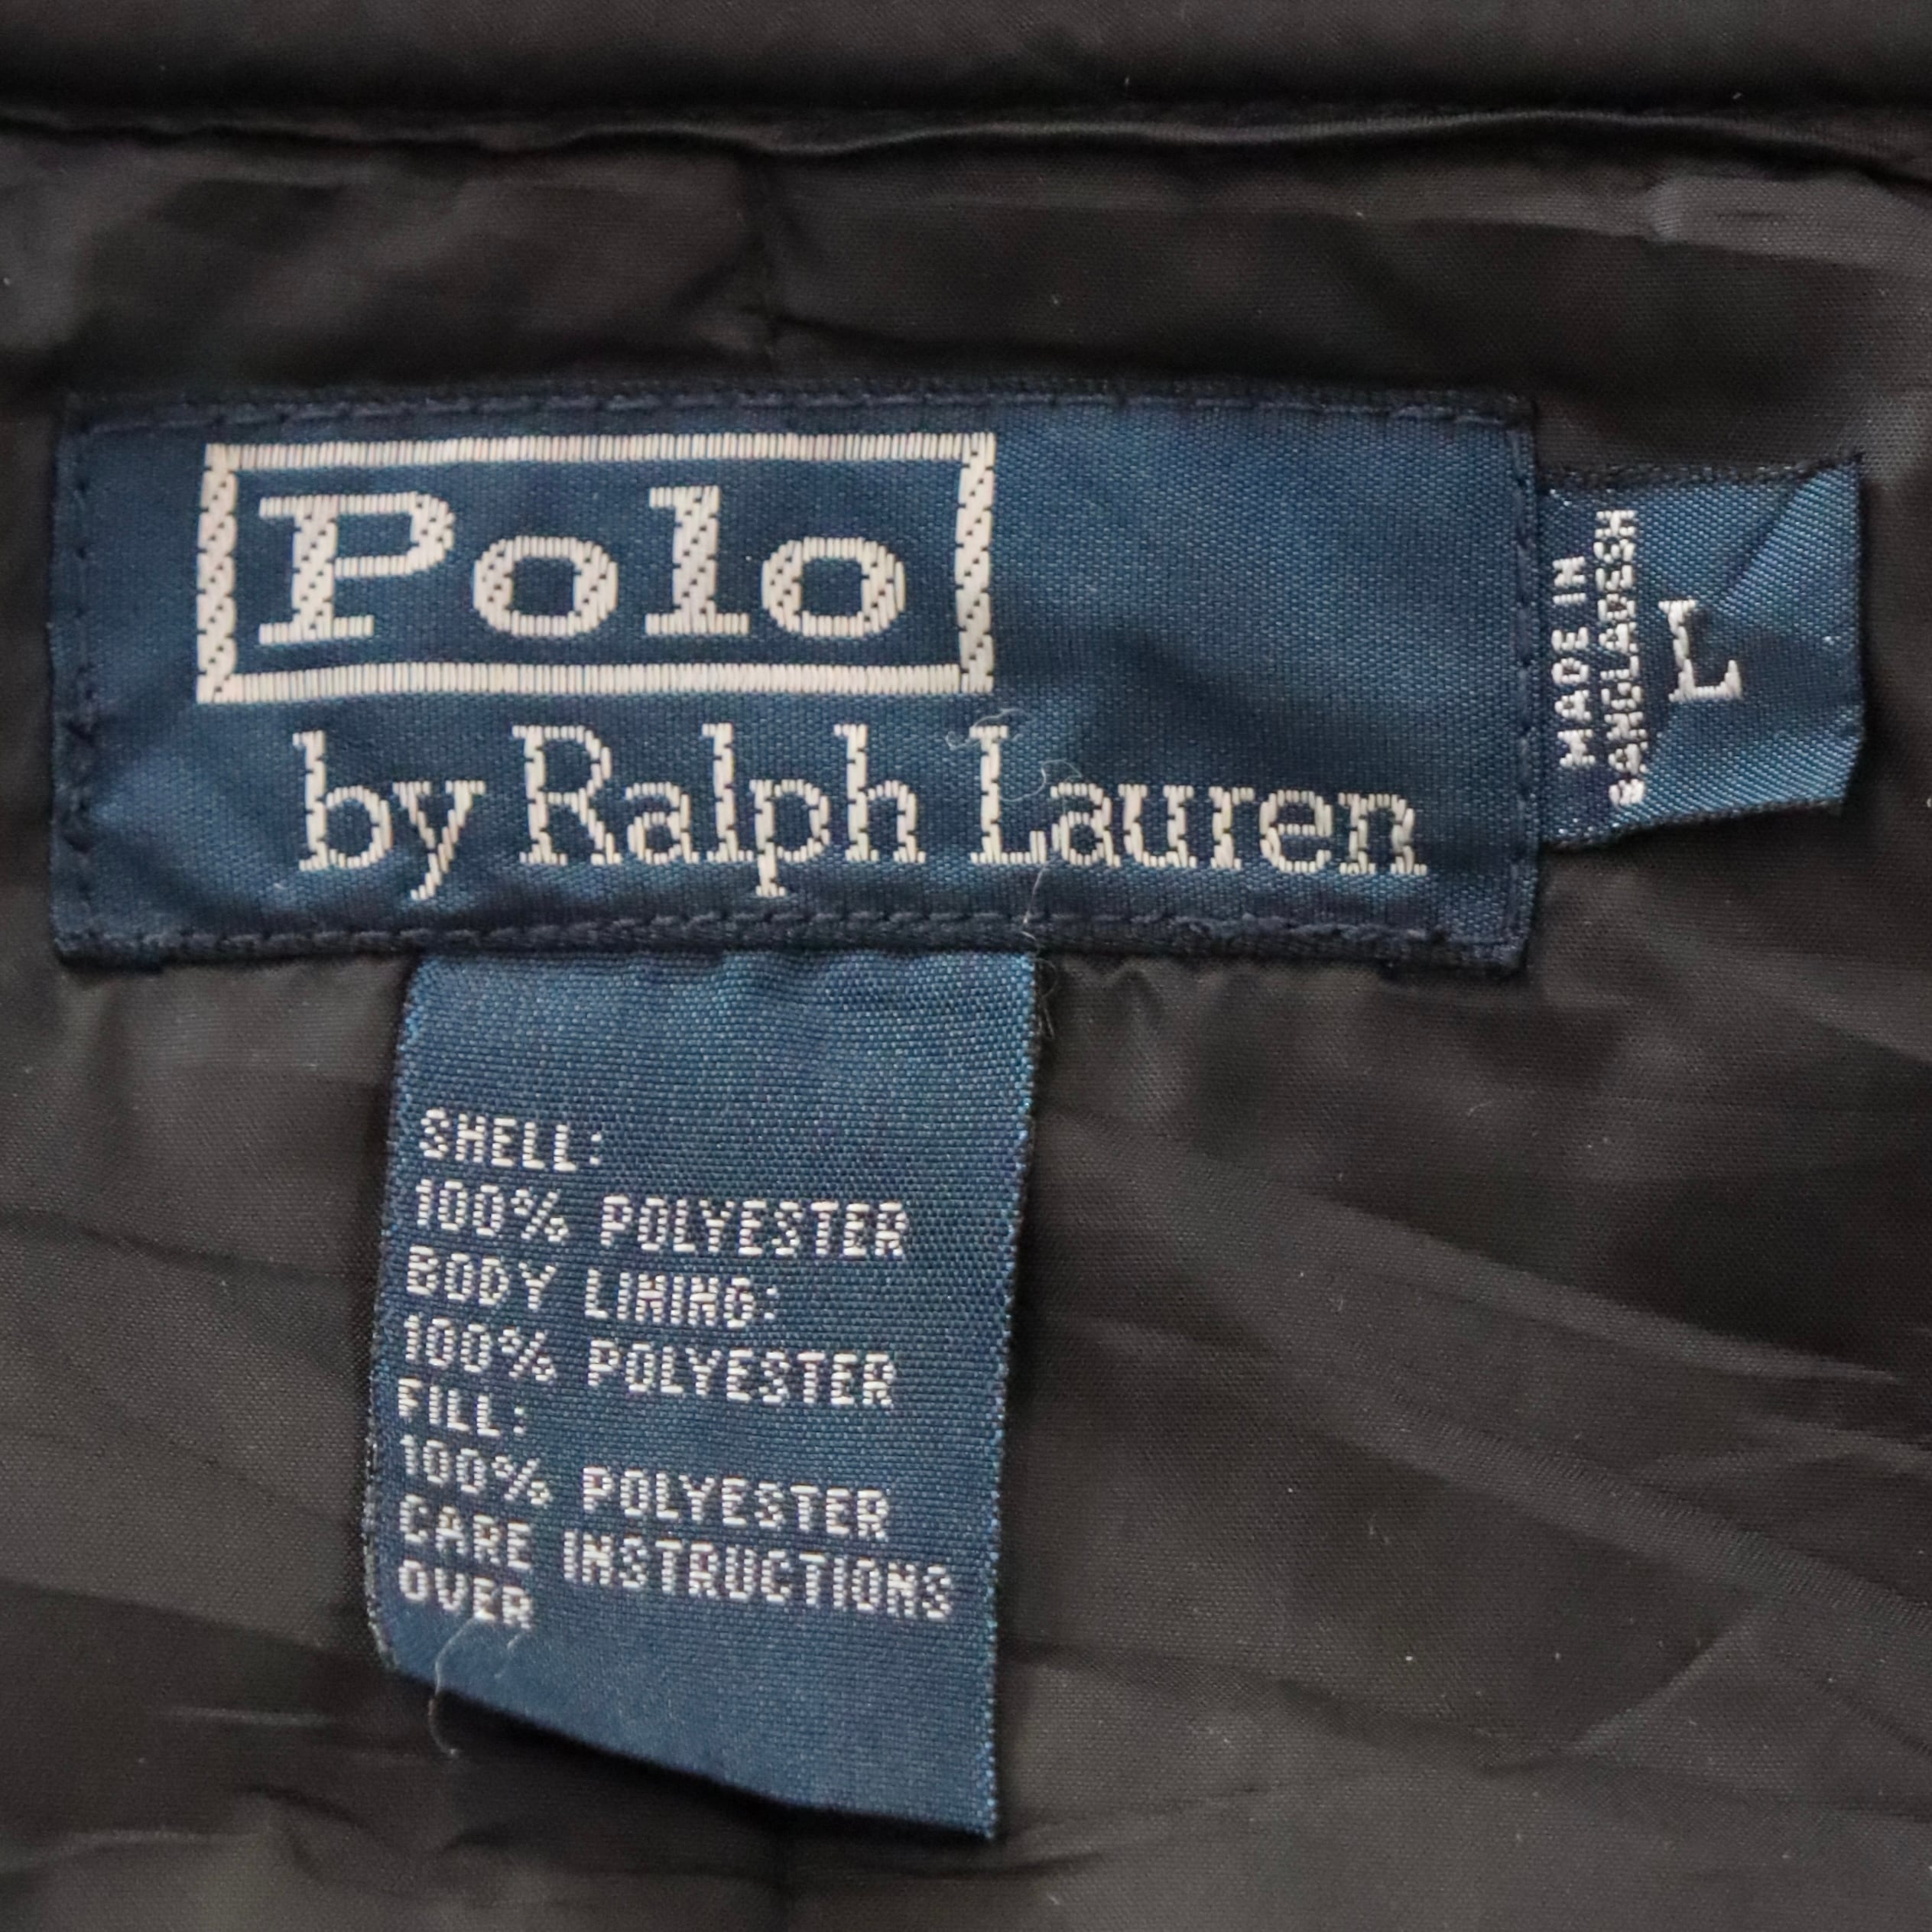 Polo
by Ralph Lauren
MADE IN
BANGLADESH
L
SHELL:
100% POLYESTER
BODY LINING:
100% POLYESTER
FILL:
100% POLYESTER
CARE INSTRUCTIONS
OVER